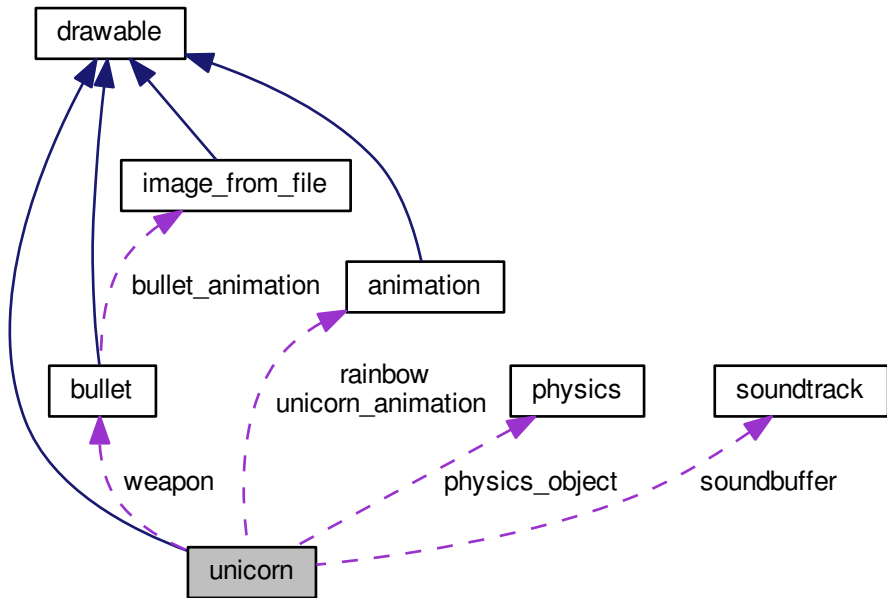 drawable
image_from_file
bullet_animation
animation
rainbow
unicorn_animation
bullet
physics
soundtrack
weapon
physics_object
soundbuffer
unicorn